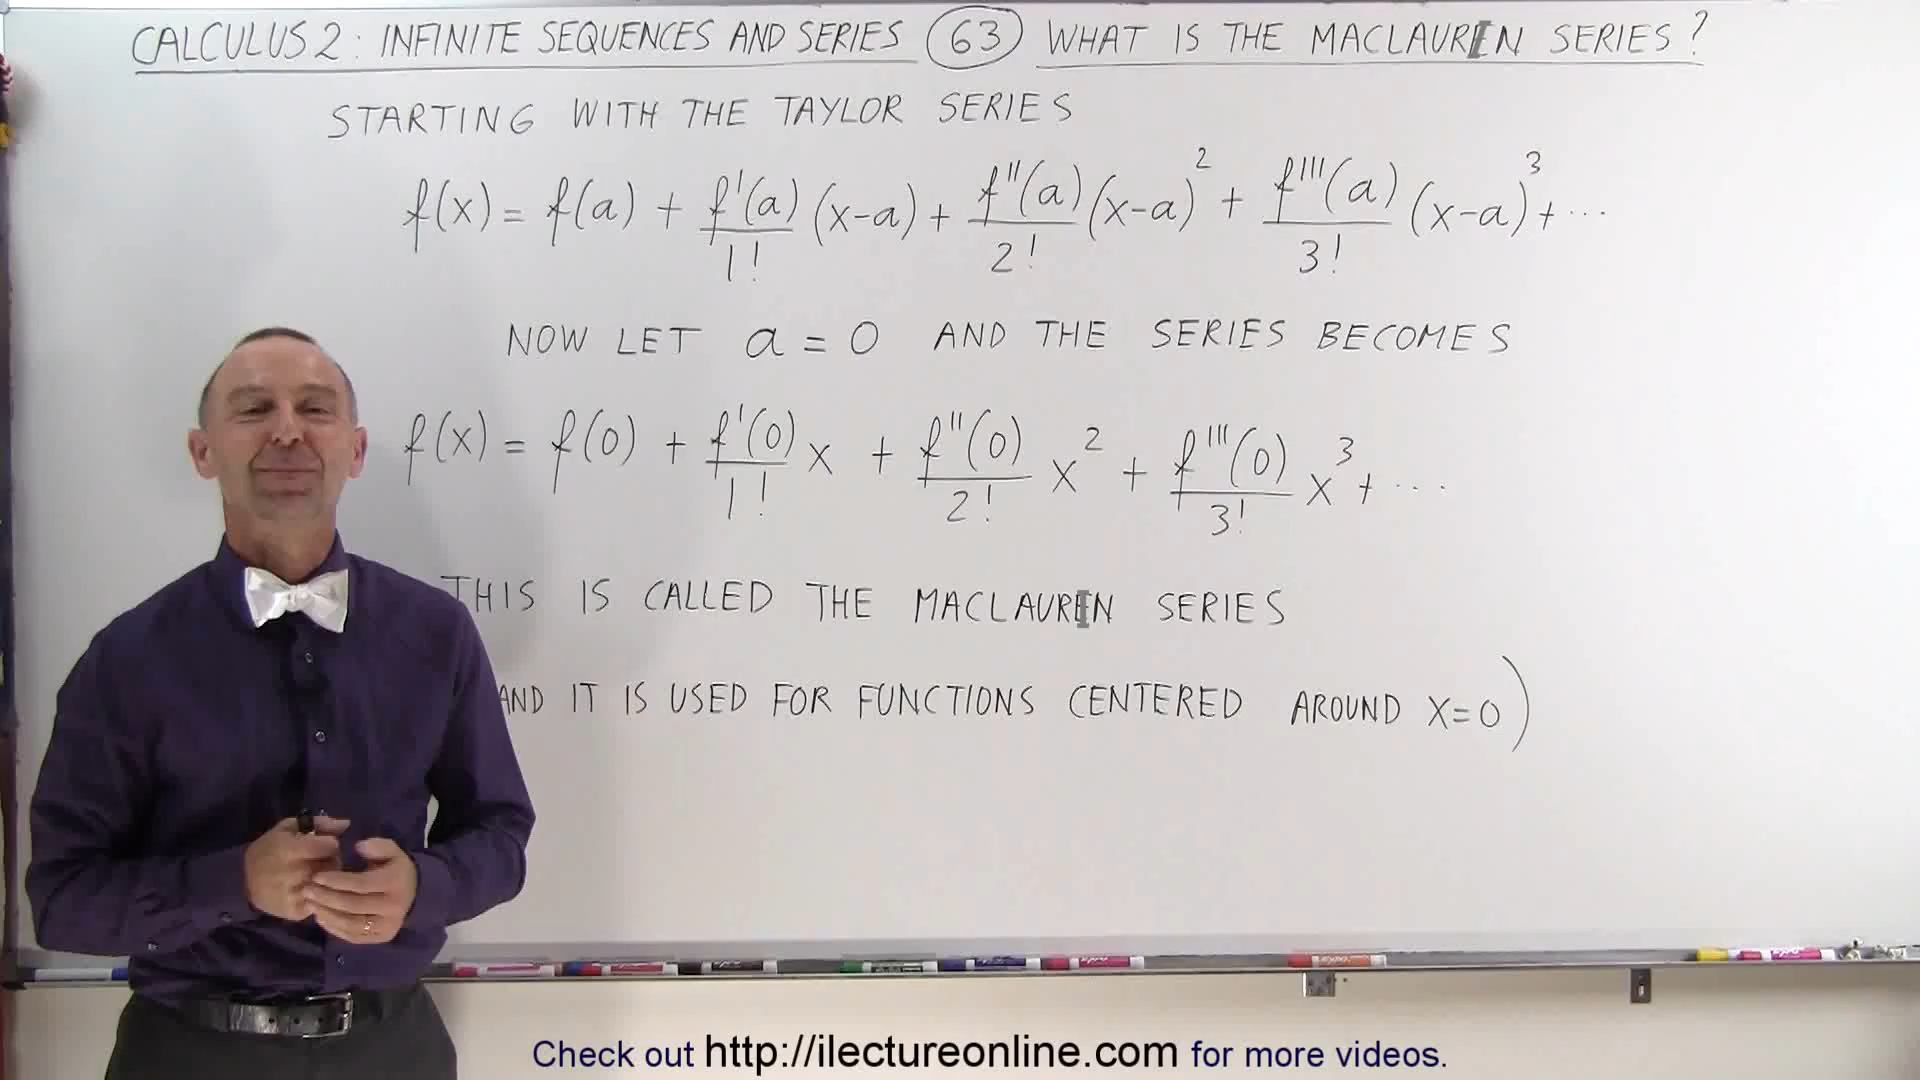 CALCULUS 2: INFINITE SEQUENCES AND SERIES 63 WHAT IS THE MACLAURIN SERIES?
STARTING WITH THE TAYLOR SERIES
f(x) = f(a) + f'(a)/1! (x-a) + f''(a)/2! (x-a)² + f'''(a)/3! (x-a)³ + ...
NOW LET a = 0 AND THE SERIES BECOMES
f(x) = f(0) + f'(0)/1! x + f''(0)/2! x² + f'''(0)/3! x³ + ...
THIS IS CALLED THE MACLAURIN SERIES
AND IT IS USED FOR FUNCTIONS CENTERED AROUND X=0)
Check out http://ilectureonline.com for more videos.